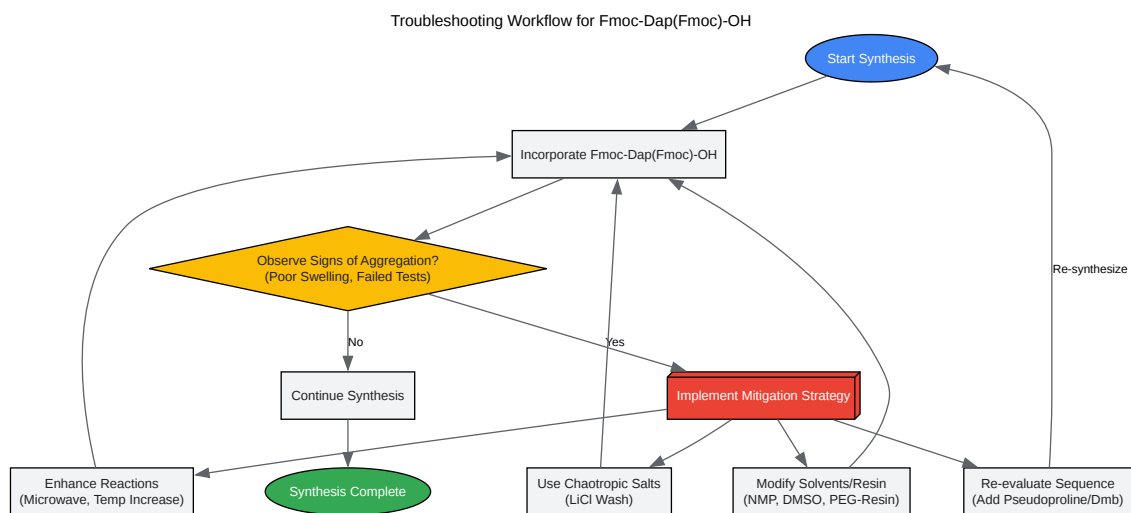 Troubleshooting Workflow for Fmoc-Dap(Fmoc)-OH
Start Synthesis
Incorporate Fmoc-Dap(Fmoc)-OH
Observe Signs of Aggregation?
(Poor Swelling, Failed Tests)
Re-synthesize
No
Yes
Continue Synthesis
Implement Mitigation Strategy
Enhance Reactions
(Microwave, Temp Increase)
Synthesis Complete
Use Chaotropic Salts
(LiCl Wash)
Modify Solvents/Resin
(NMP, DMSO, PEG-Resin)
Re-evaluate Sequence
(Add Pseudoproline/Dmb)